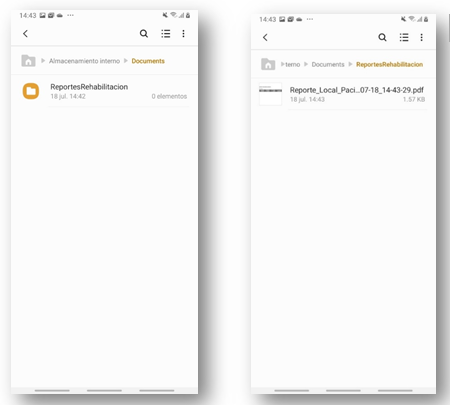 14:43
Almacenamiento interno Documents
ReportesRehabilitacion
18 jul. 14:42 0 elementos
14:43
terno Documents ReportesRehabilitacion
Reporte_Local_Paci...07-18_14-43-29.pdf
18 jul. 14:43 1.57 KB